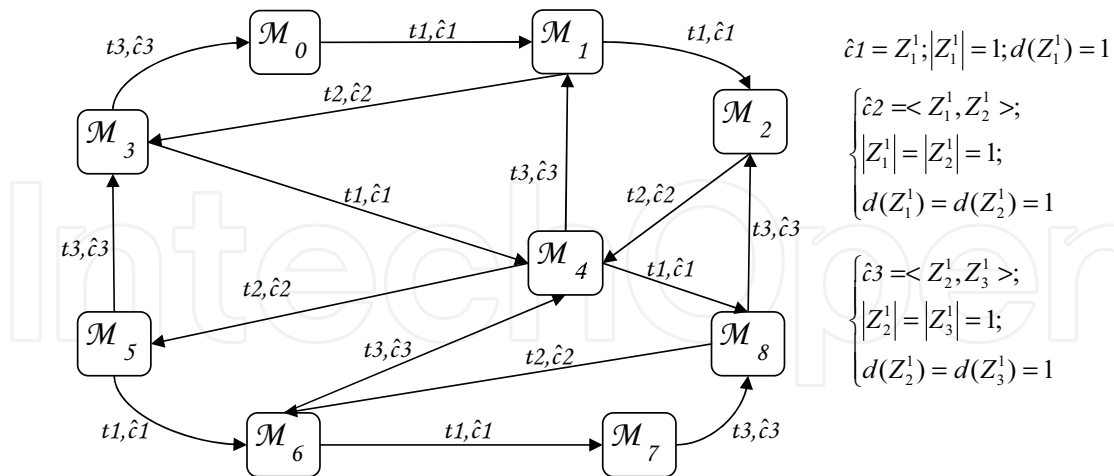 ℳ 0
t1,ĉ1
ℳ 1
t1,ĉ1
ℳ 2
t3,ĉ3
t2,ĉ2
ℳ 3
t1,ĉ1
t3,ĉ3
t2,ĉ2
t3,ĉ3
ℳ 4
t1,ĉ1
t3,ĉ3
t2,ĉ2
ℳ 5
ℳ 8
t3,ĉ3
t2,ĉ2
t1,ĉ1
ℳ 6
t1,ĉ1
ℳ 7
t3,ĉ3
ĉ1 = Z₁¹;|Z₁¹| = 1; d(Z₁¹) = 1
ĉ2 =< Z₁¹, Z₂¹ >;
|Z₁¹| = |Z₂¹| = 1;
d(Z₁¹) = d(Z₂¹) = 1
ĉ3 =< Z₂¹, Z₃¹ >;
|Z₂¹| = |Z₃¹| = 1;
d(Z₂¹) = d(Z₃¹) = 1
IntechOpen